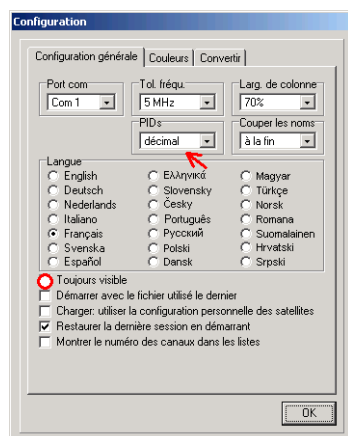 Configuration
Configuration générale Couleurs Convertir
Port com Tol. fréqu. Larg. de colonne
Com 1 5 MHz 70%
PIDs Couper les noms
décimal à la fin
Langue
English Ελληνικά Magyar
Deutsch Slovensky Türkçe
Nederlands Česky Norsk
Italiano Português Romana
Français Русский Suomalainen
Svenska Polski Hrvatski
Español Dansk Srpski
Toujours visible
Démarrer avec le fichier utilisé le dernier
Charger: utiliser la configuration personnelle des satellites
Restaurer la dernière session en démarrant
Montrer le numéro des canaux dans les listes
OK